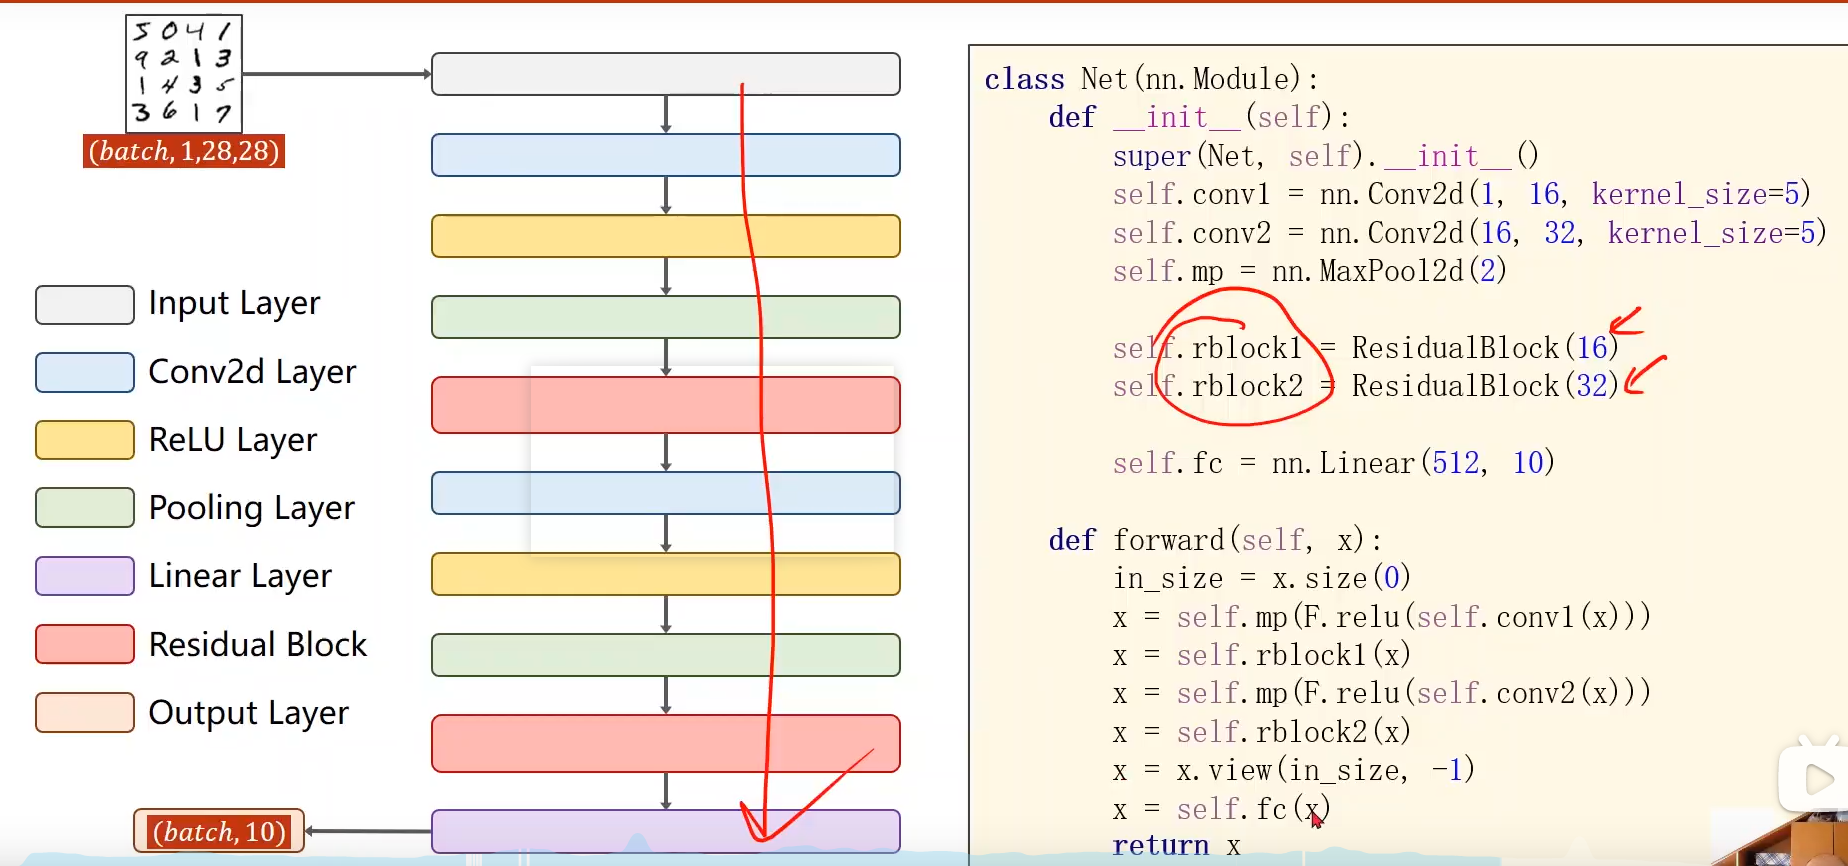 5 0 4 1
9 2 1 3
1 4 3 5
3 6 1 7
(batch, 1,28,28)
Input Layer
Conv2d Layer
ReLU Layer
Pooling Layer
Linear Layer
Residual Block
Output Layer
(batch, 10)
class Net(nn.Module):
    def __init__(self):
        super(Net, self).__init__()
        self.conv1 = nn.Conv2d(1, 16, kernel_size=5)
        self.conv2 = nn.Conv2d(16, 32, kernel_size=5)
        self.mp = nn.MaxPool2d(2)
        self.rblock1 = ResidualBlock(16)
        self.rblock2 = ResidualBlock(32)
        self.fc = nn.Linear(512, 10)
    def forward(self, x):
        in_size = x.size(0)
        x = self.mp(F.relu(self.conv1(x)))
        x = self.rblock1(x)
        x = self.mp(F.relu(self.conv2(x)))
        x = self.rblock2(x)
        x = x.view(in_size, -1)
        x = self.fc(x)
        return x